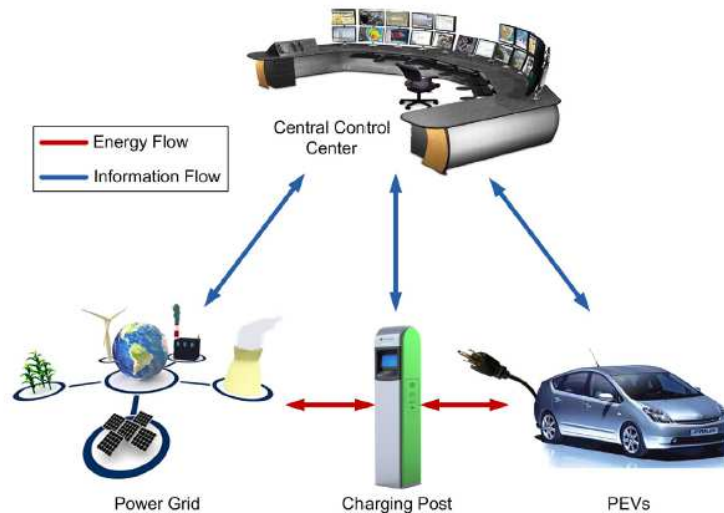 Central Control
Center
Energy Flow
Information Flow
Power Grid
Charging Post
PEVs